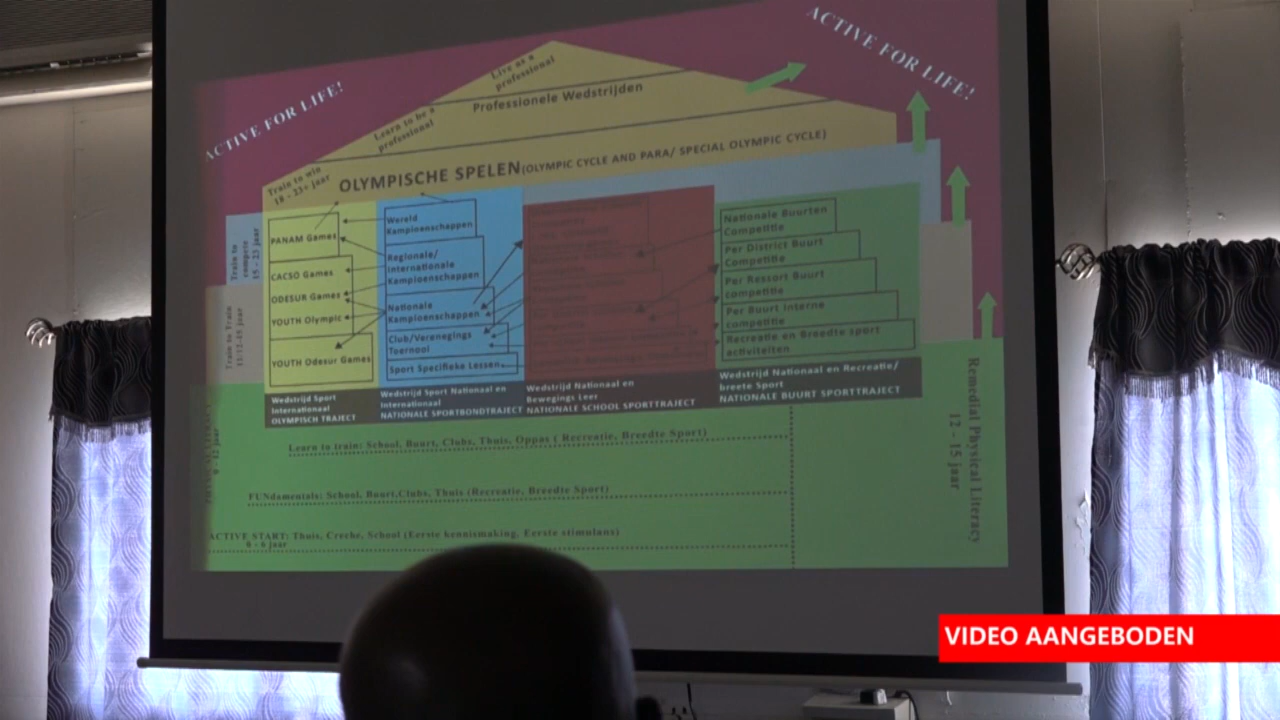 ACTIVE FOR LIFE!
ACTIVE FOR LIFE!
Live as a
professional
Learn to be a
professional
Professionele Wedstrijden
Train to win
18 - 23+ jaar
OLYMPISCHE SPELEN (OLYMPIC CYCLE AND PARA/ SPECIAL OLYMPIC CYCLE)
Train to
compete
15 - 23 jaar
Train to Train
11/12-15 jaar
PANAM Games
CACSO Games
ODESUR Games
YOUTH Olympic
YOUTH Odesur Games
Wereld
Kampioenschappen
Regionale/
Internationale
Kampioenschappen
Nationale
Kampioenschappen
Club/Verenegings
Toernooi
Sport Specifieke Lessen
Nationale Buurten
Competitie
Per District Buurt
Competitie
Per Ressort Buurt
competitie
Per Buurt Interne
competitie
Recreatie en Breedte sport
activiteiten
Wedstrijd Sport
Internationaal
OLYMPISCH TRAJECT
Wedstrijd Sport Nationaal en
Internationaal
NATIONALE SPORTBONDTRAJECT
Wedstrijd Nationaal en
Bewegings Leer
NATIONALE SCHOOL SPORTTRAJECT
Wedstrijd Nationaal en Recreatie/
breete Sport
NATIONALE BUURT SPORTTRAJECT
Learn to train: School, Buurt, Clubs, Thuis, Oppas ( Recreatie, Breedte Sport)
FUNdamentals: School, Buurt,Clubs, Thuis (Recreatie, Breedte Sport)
ACTIVE START: Thuis, Creche, School (Eerste kennismaking, Eerste stimulans)
0 - 6 jaar
Remedial Physical Literacy
12 - 15 jaar
VIDEO AANGEBODEN